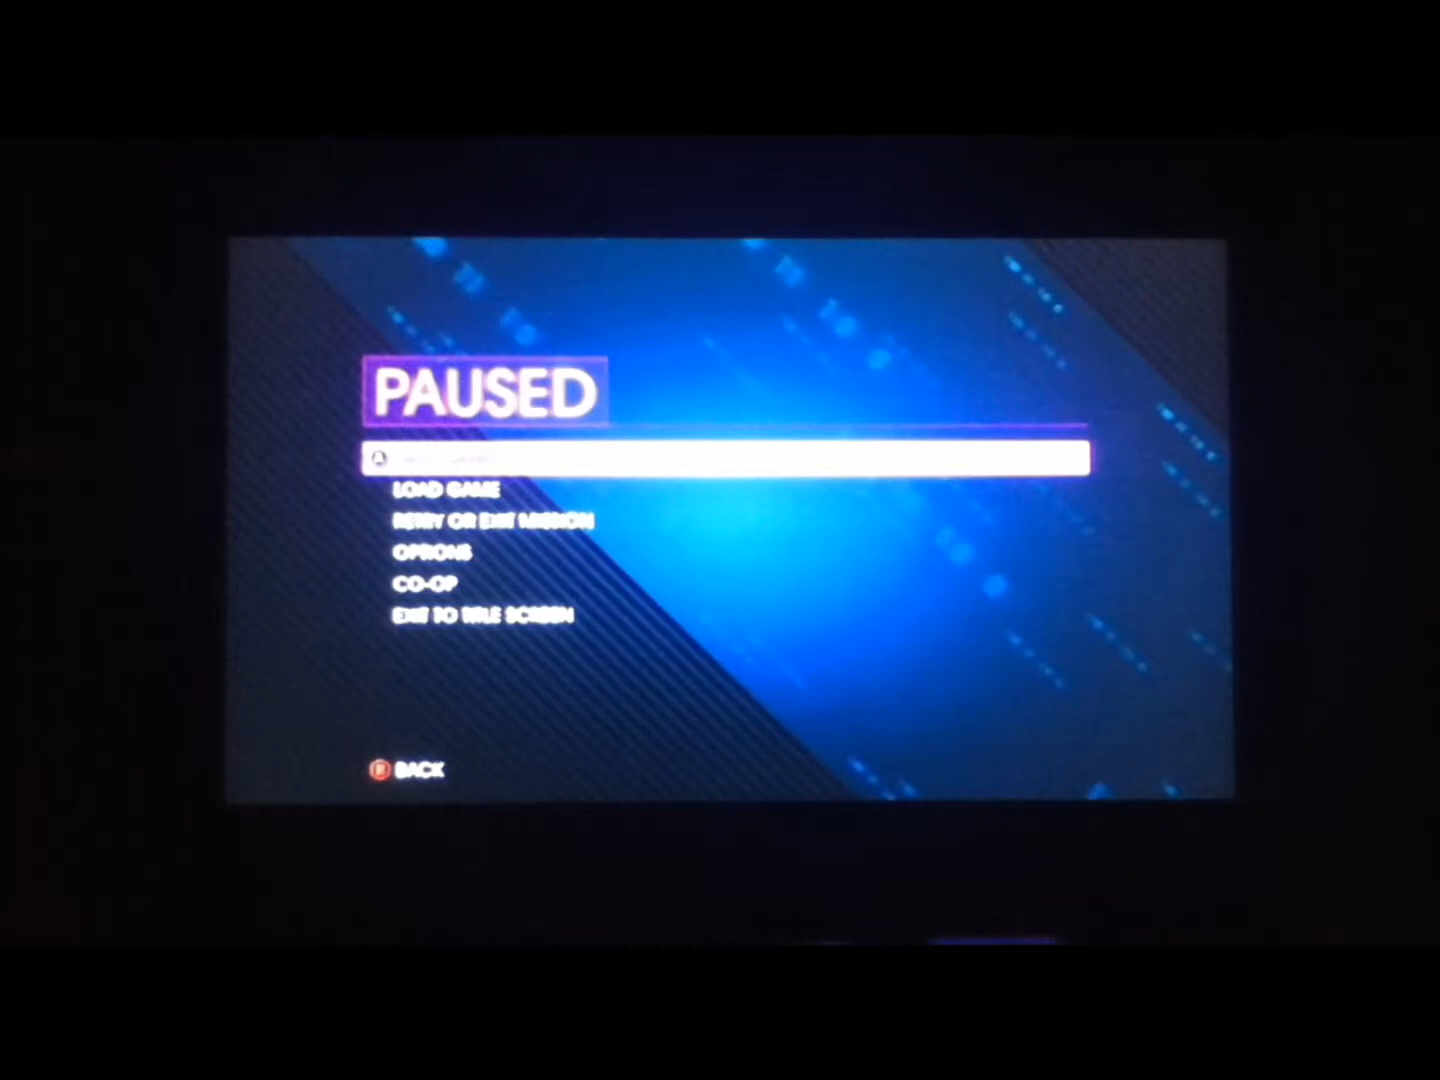 PAUSED
A
LOAD GAME
RETRY OR EXIT MISSION
OPTIONS
CO-OP
EXIT TO TITLE SCREEN
B BACK